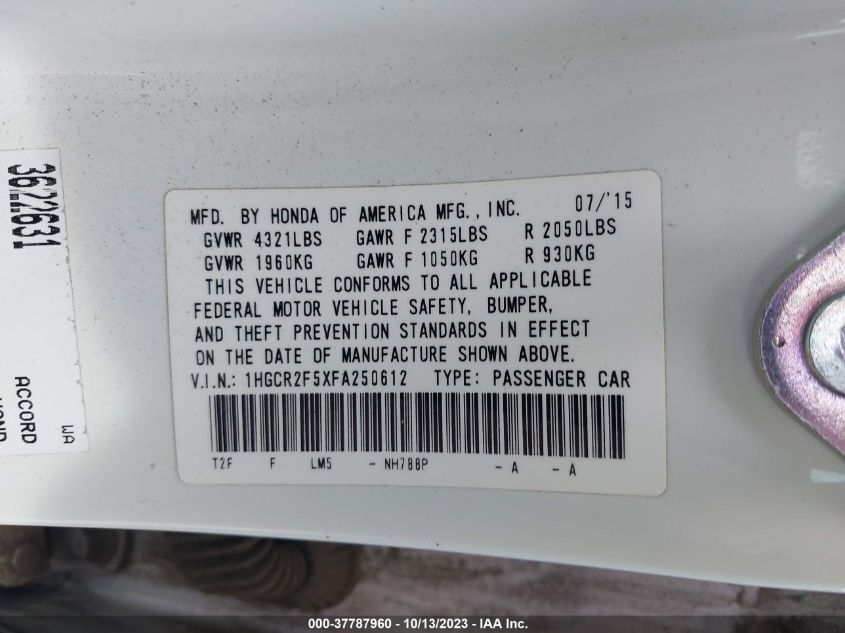 MFD. BY HONDA OF AMERICA MFG., INC. 07/'15
GVWR 4321LBS GAWR F 2315LBS R 2050LBS
GVWR 1960KG GAWR F 1050KG R 930KG
THIS VEHICLE CONFORMS TO ALL APPLICABLE
FEDERAL MOTOR VEHICLE SAFETY, BUMPER,
AND THEFT PREVENTION STANDARDS IN EFFECT
ON THE DATE OF MANUFACTURE SHOWN ABOVE.
V.I.N.: 1HGCR2F5XFA250612 TYPE: PASSENGER CAR
T2F F LM5 - NH788P - A - A
3622631
ACCORD
WA
000-37787960 - 10/13/2023 - IAA Inc.